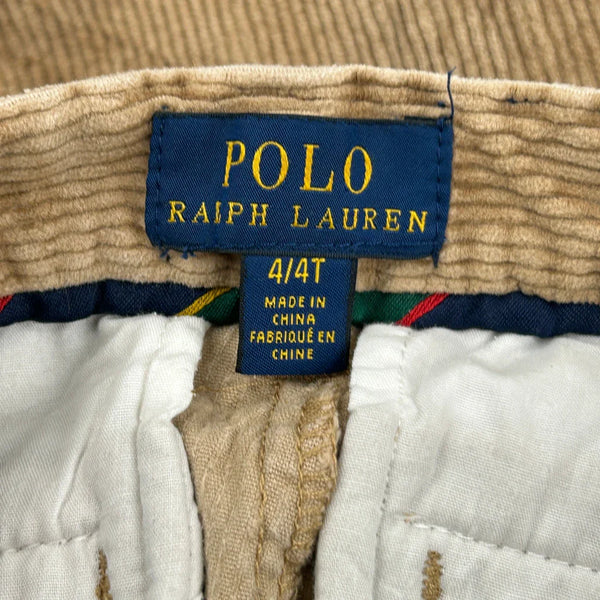 POLO
RALPH LAUREN
4/4T
MADE IN
CHINA
FABRIQUÉ EN
CHINE